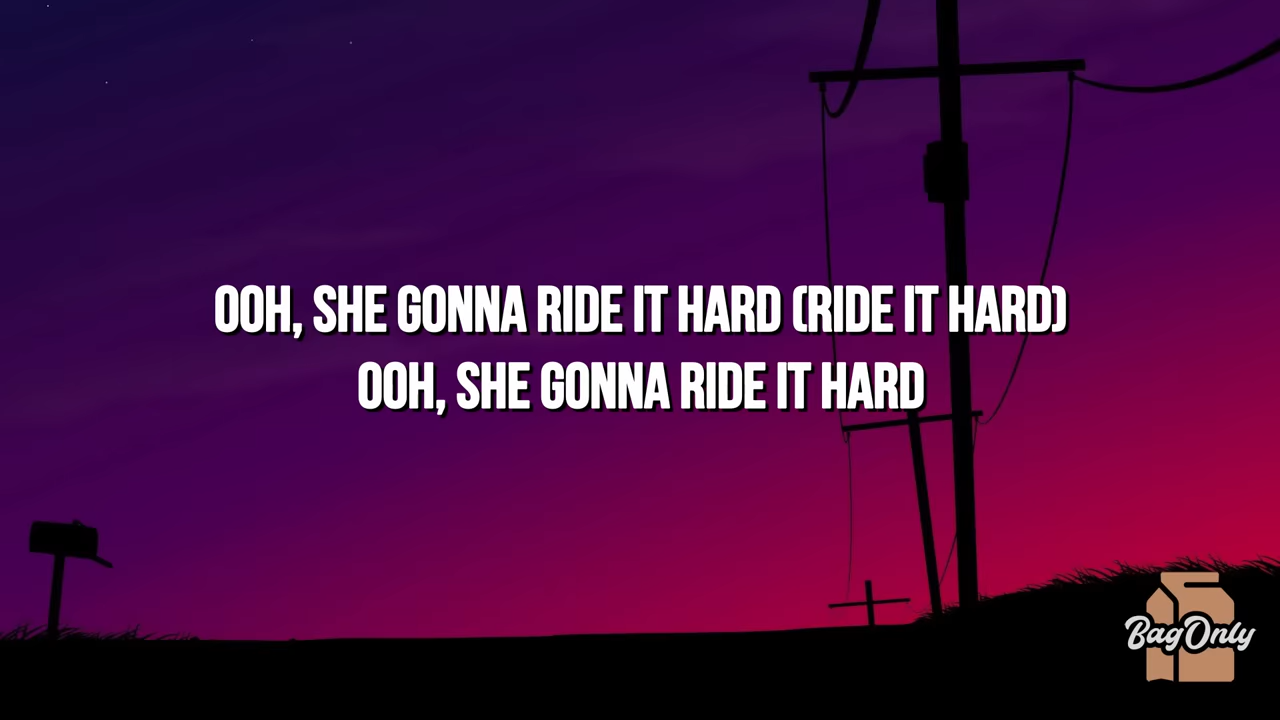 OOH, SHE GONNA RIDE IT HARD (RIDE IT HARD)
OOH, SHE GONNA RIDE IT HARD
BagOnly